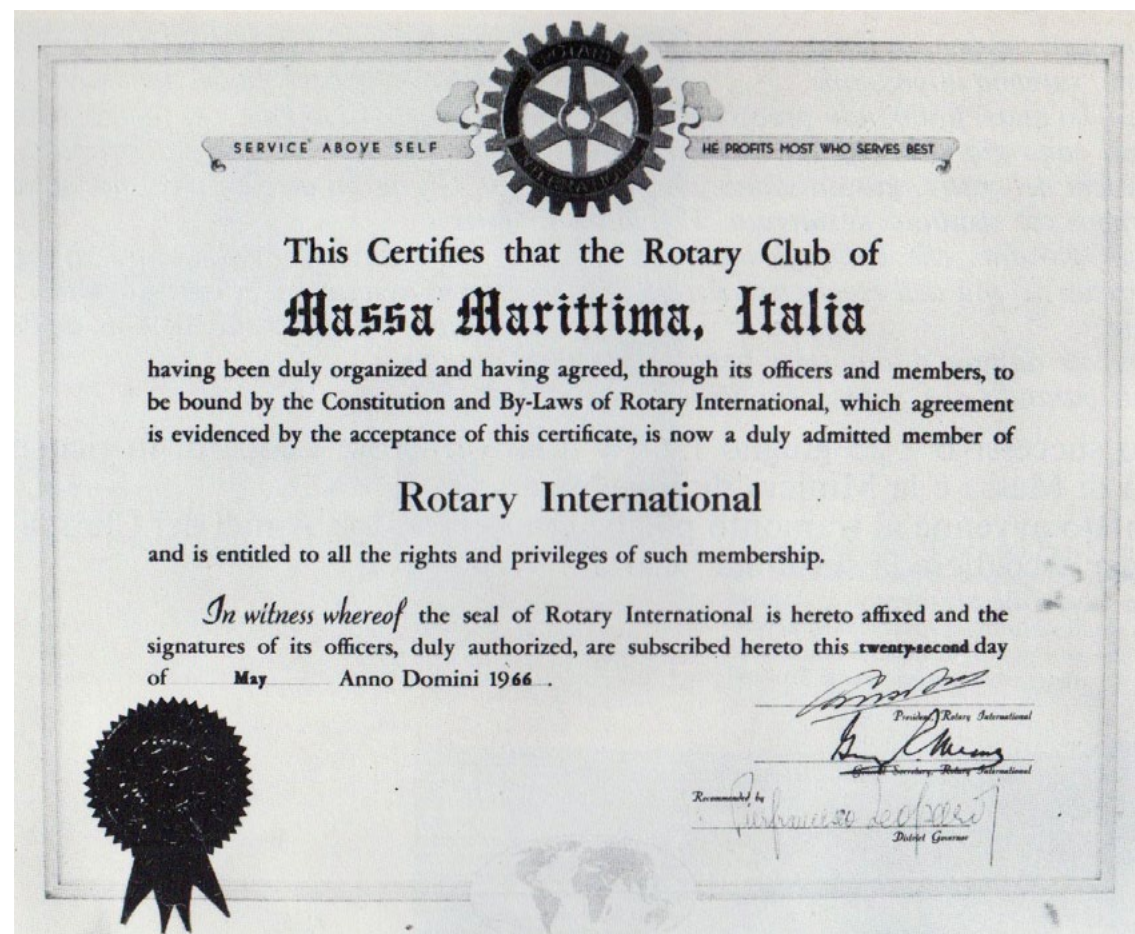 ROTARY
INTERNATIONAL
SERVICE ABOVE SELF
HE PROFITS MOST WHO SERVES BEST
This Certifies that the Rotary Club of
Massa Marittima, Italia
having been duly organized and having agreed, through its officers and members, to
be bound by the Constitution and By-Laws of Rotary International, which agreement
is evidenced by the acceptance of this certificate, is now a duly admitted member of
Rotary International
and is entitled to all the rights and privileges of such membership.
In witness whereof the seal of Rotary International is hereto affixed and the
signatures of its officers, duly authorized, are subscribed hereto this twenty-second day
of May Anno Domini 1966.
President, Rotary International
General Secretary, Rotary International
Recommended by
Pierfrancesco Leopardi
District Governor